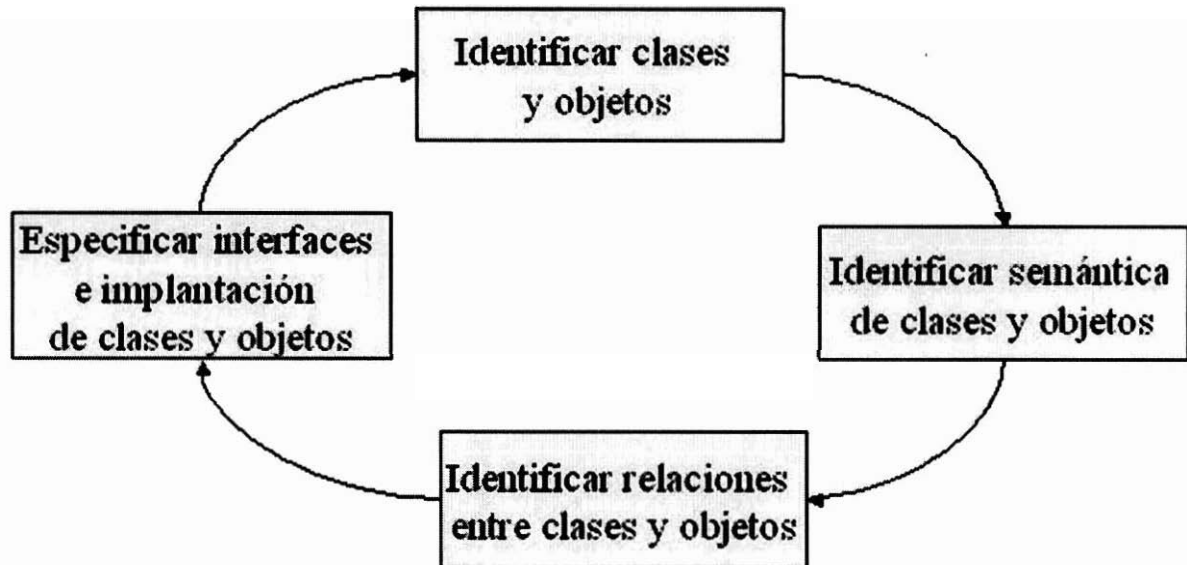 Identificar clases
y objetos
Especificar interfaces
e implantación
de clases y objetos
Identificar semántica
de clases y objetos
Identificar relaciones
entre clases y objetos